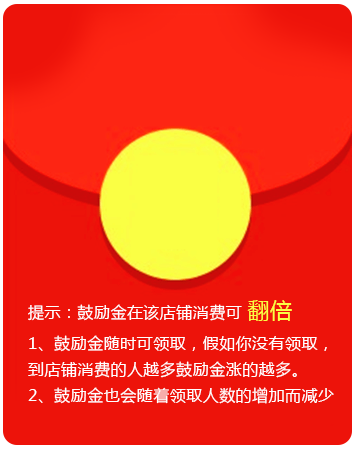 提示：鼓励金在该店铺消费可 翻倍
1、鼓励金随时可领取，假如你没有领取，
到店铺消费的人越多鼓励金涨的越多。
2、鼓励金也会随着领取人数的增加而减少